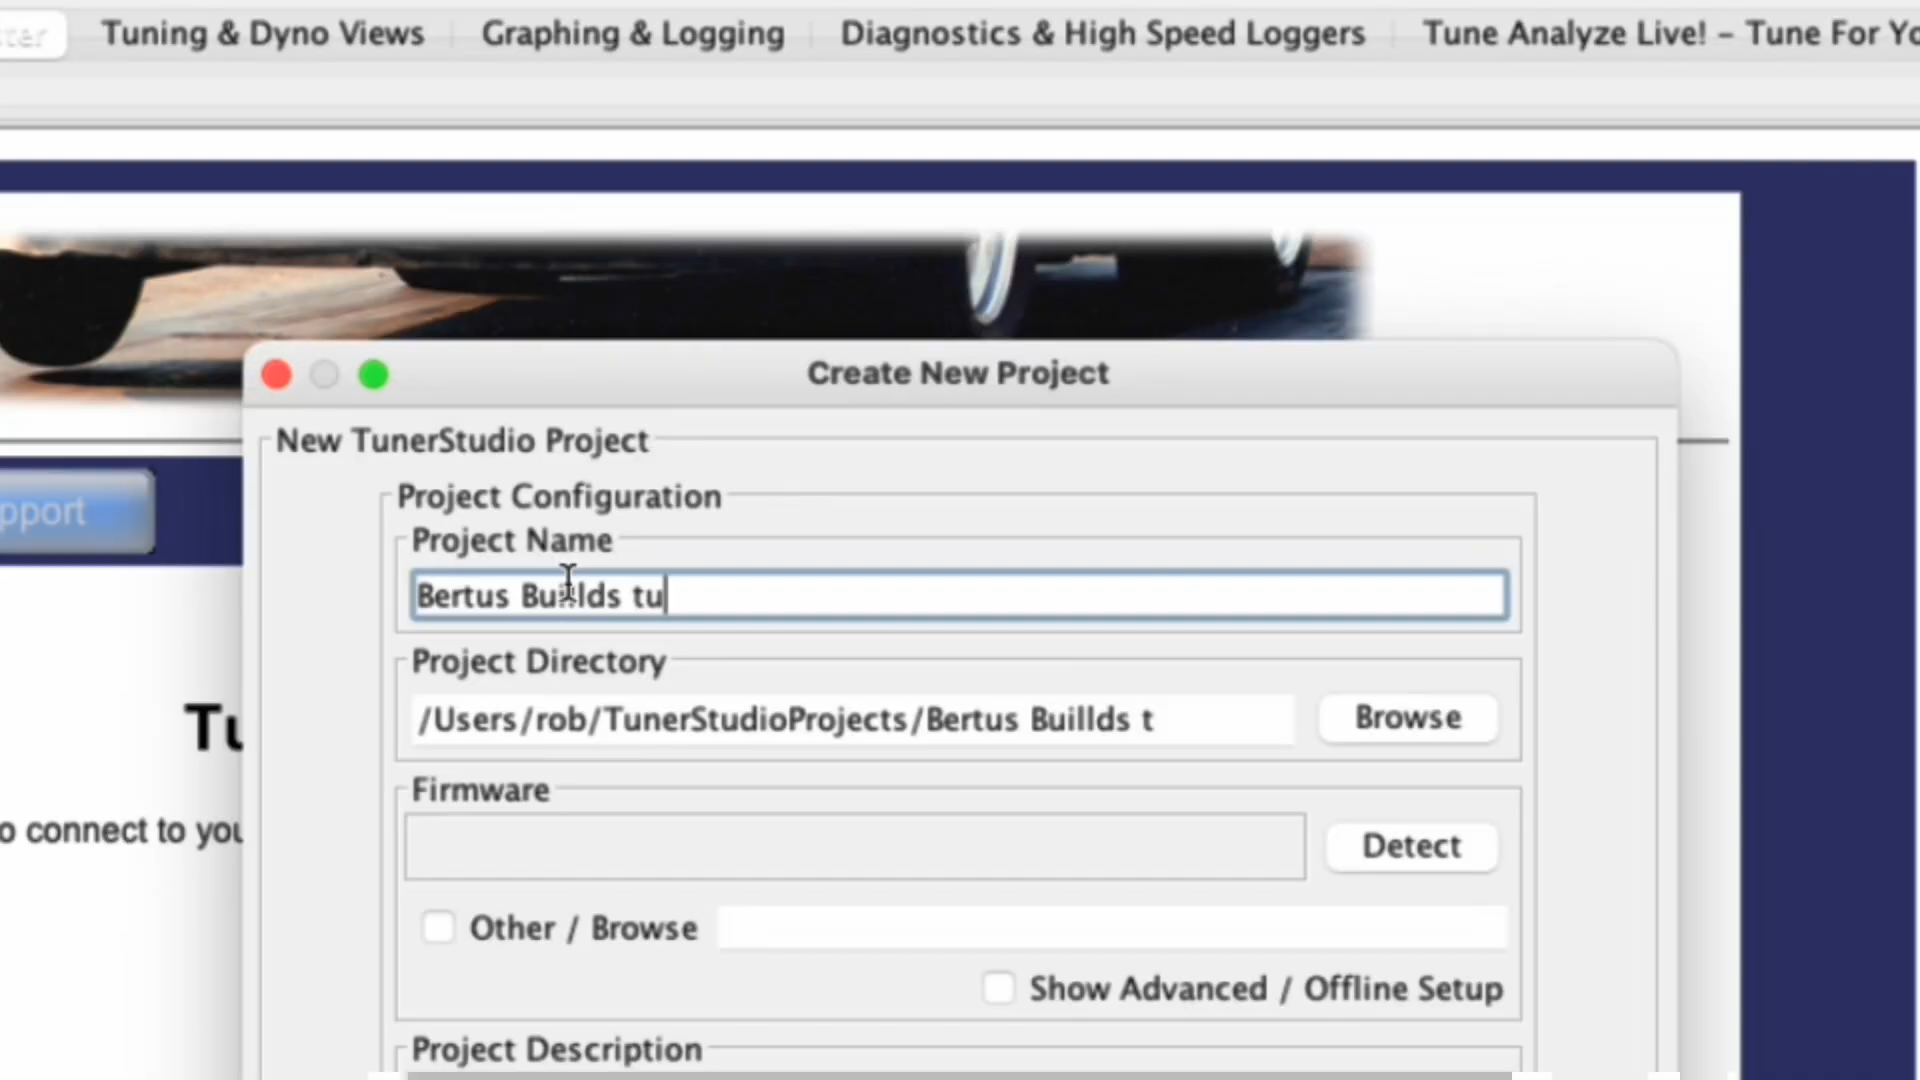 ster Tuning & Dyno Views Graphing & Logging Diagnostics & High Speed Loggers Tune Analyze Live! – Tune For Yo
Create New Project
New TunerStudio Project
Project Configuration
Project Name
Bertus Buillds tu
Project Directory
/Users/rob/TunerStudioProjects/Bertus Buillds t
Browse
Firmware
Detect
Other / Browse
Show Advanced / Offline Setup
Project Description
pport
Tu
o connect to you